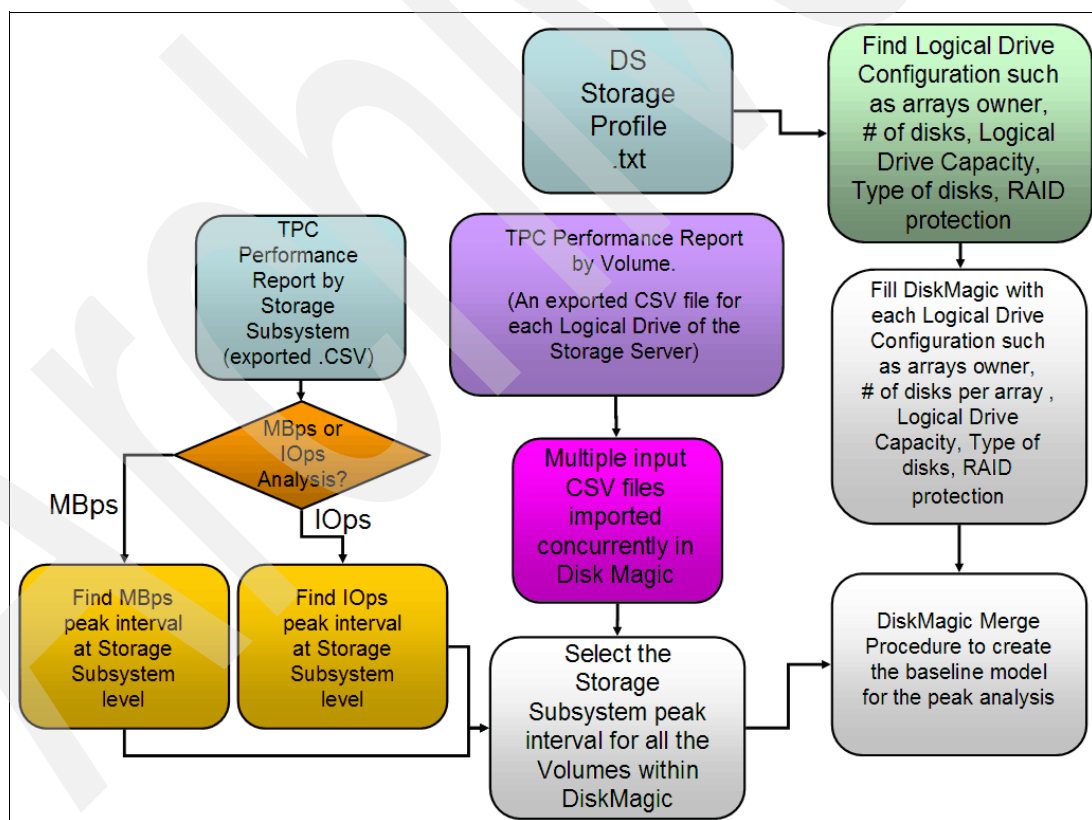 DS
Storage
Profile
.txt
Find Logical Drive
Configuration such
as arrays owner,
# of disks, Logical
Drive Capacity,
Type of disks, RAID
protection
TPC
Performance
Report by
Storage
Subsystem
(exported .CSV)
TPC Performance Report
by Volume.
(An exported CSV file for
each Logical Drive of the
Storage Server)
Fill DiskMagic with
each Logical Drive
Configuration such
as arrays owner,
# of disks per array ,
Logical Drive
Capacity, Type of
disks, RAID
protection
MBps or
IOps
Analysis?
MBps
IOps
Multiple input
CSV files
imported
concurrently in
Disk Magic
Find MBps
peak interval
at Storage
Subsystem
level
Find IOps
peak interval
at Storage
Subsystem
level
Select the
Storage
Subsystem peak
interval for all the
Volumes within
DiskMagic
DiskMagic Merge
Procedure to create
the baseline model
for the peak analysis